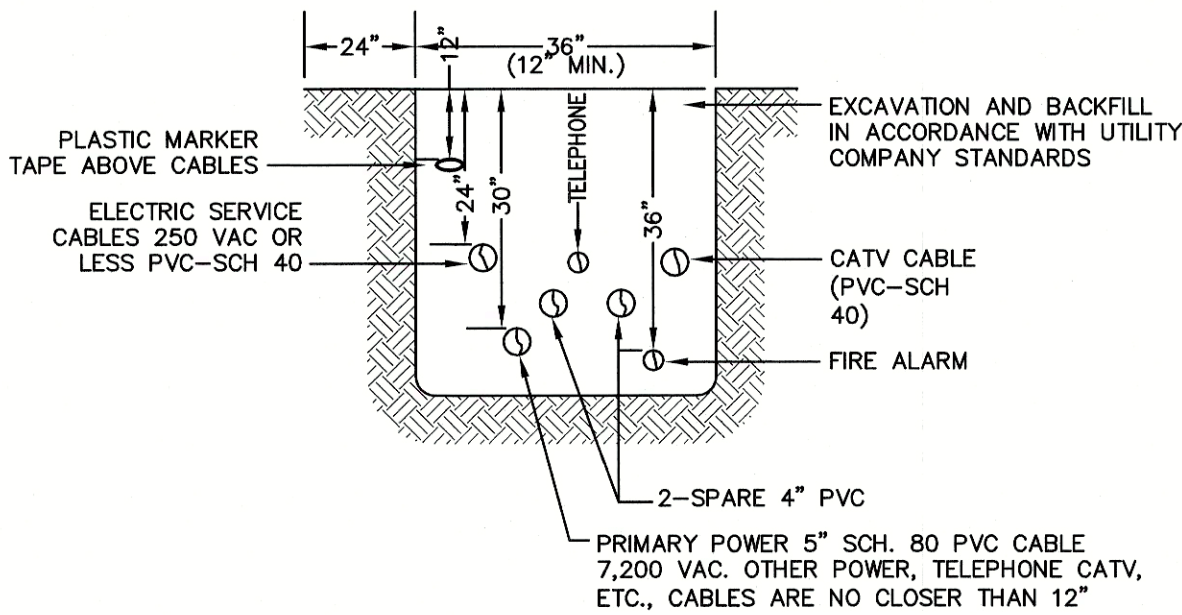 24"
12"
36"
(12" MIN.)
PLASTIC MARKER
TAPE ABOVE CABLES
EXCAVATION AND BACKFILL
IN ACCORDANCE WITH UTILITY
COMPANY STANDARDS
TELEPHONE
24"
30"
36"
ELECTRIC SERVICE
CABLES 250 VAC OR
LESS PVC-SCH 40
CATV CABLE
(PVC-SCH
40)
FIRE ALARM
2-SPARE 4" PVC
PRIMARY POWER 5" SCH. 80 PVC CABLE
7,200 VAC. OTHER POWER, TELEPHONE CATV,
ETC., CABLES ARE NO CLOSER THAN 12"